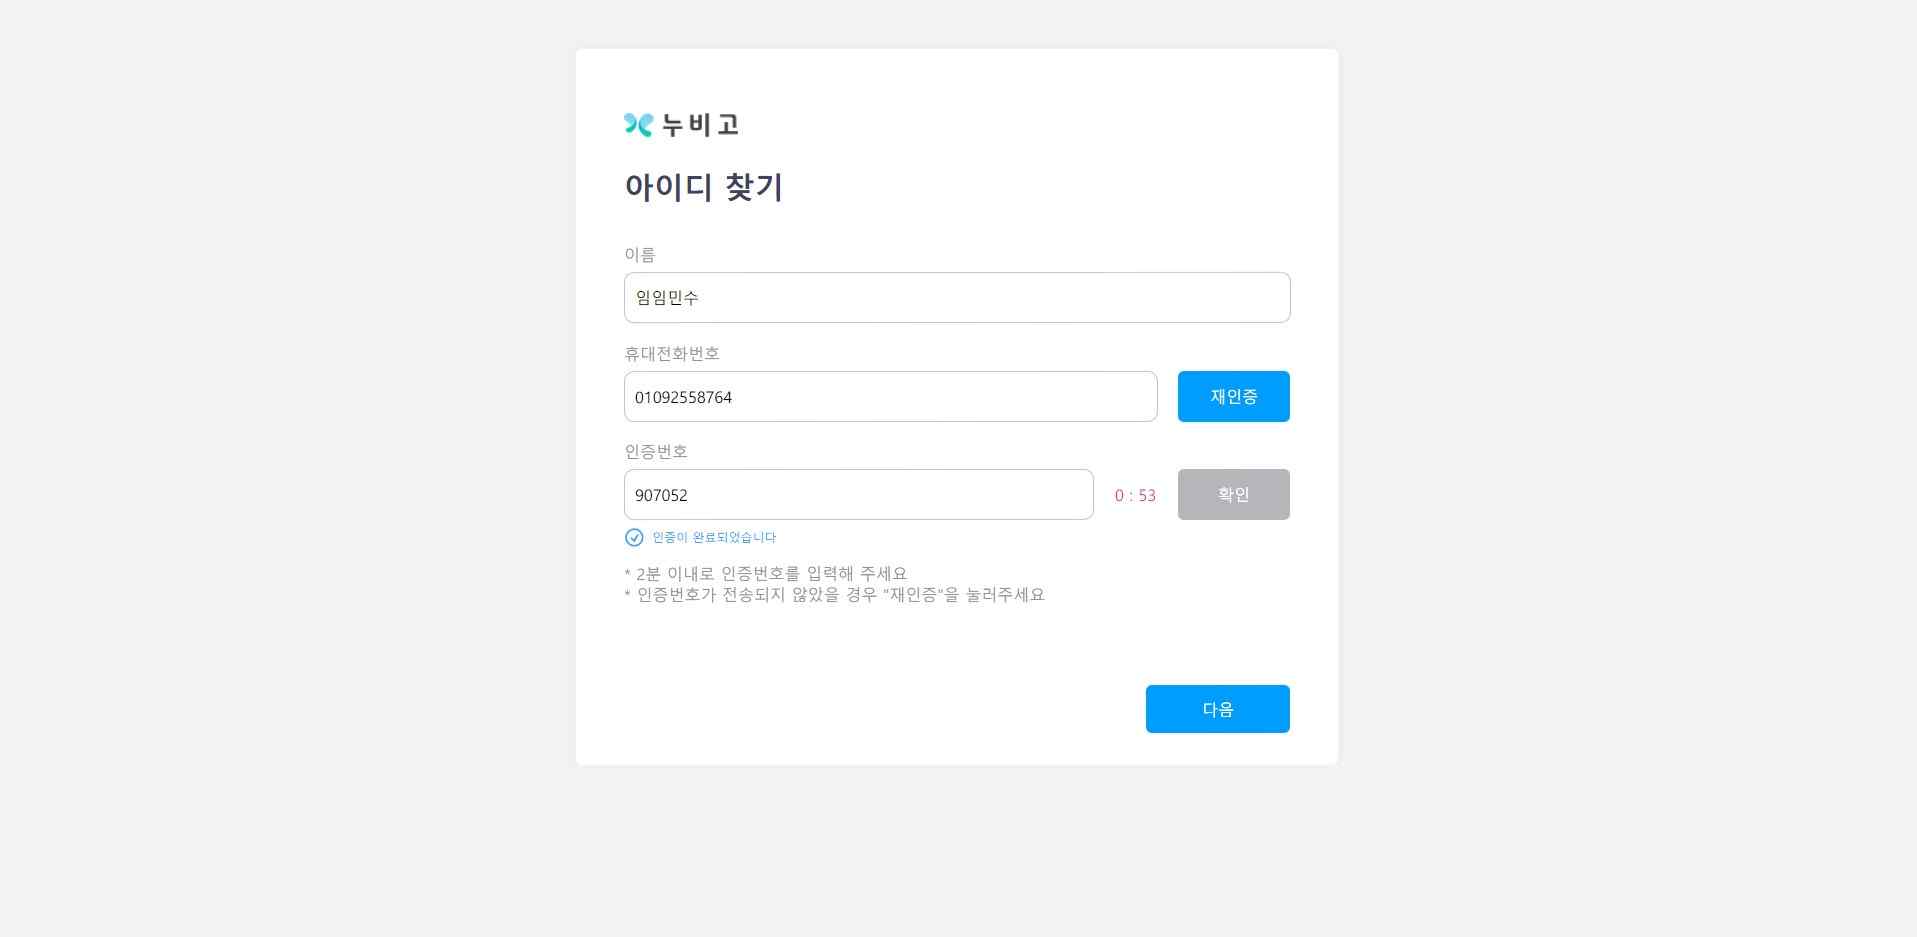 누비고
아이디 찾기
이름
임임민수
휴대전화번호
01092558764
재인증
인증번호
907052
0 : 53
확인
인증이 완료되었습니다
* 2분 이내로 인증번호를 입력해 주세요
* 인증번호가 전송되지 않았을 경우 "재인증"을 눌러주세요
다음